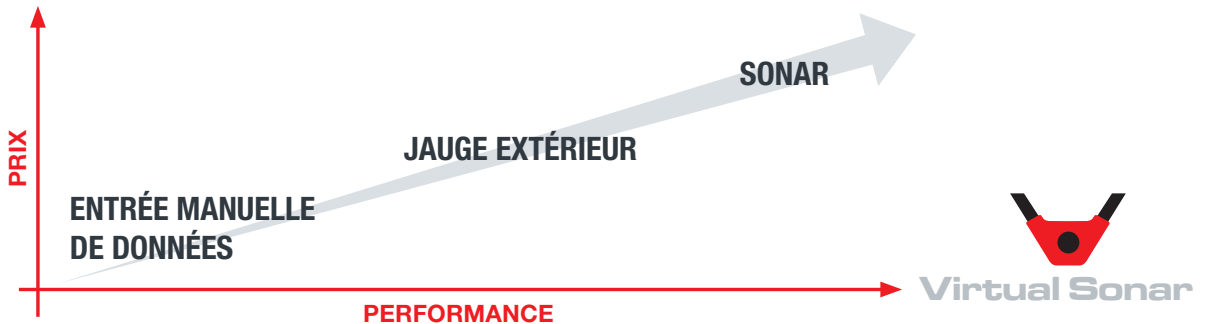 SONAR
JAUGE EXTÉRIEUR
PRIX
ENTRÉE MANUELLE
DE DONNÉES
Virtual Sonar
PERFORMANCE